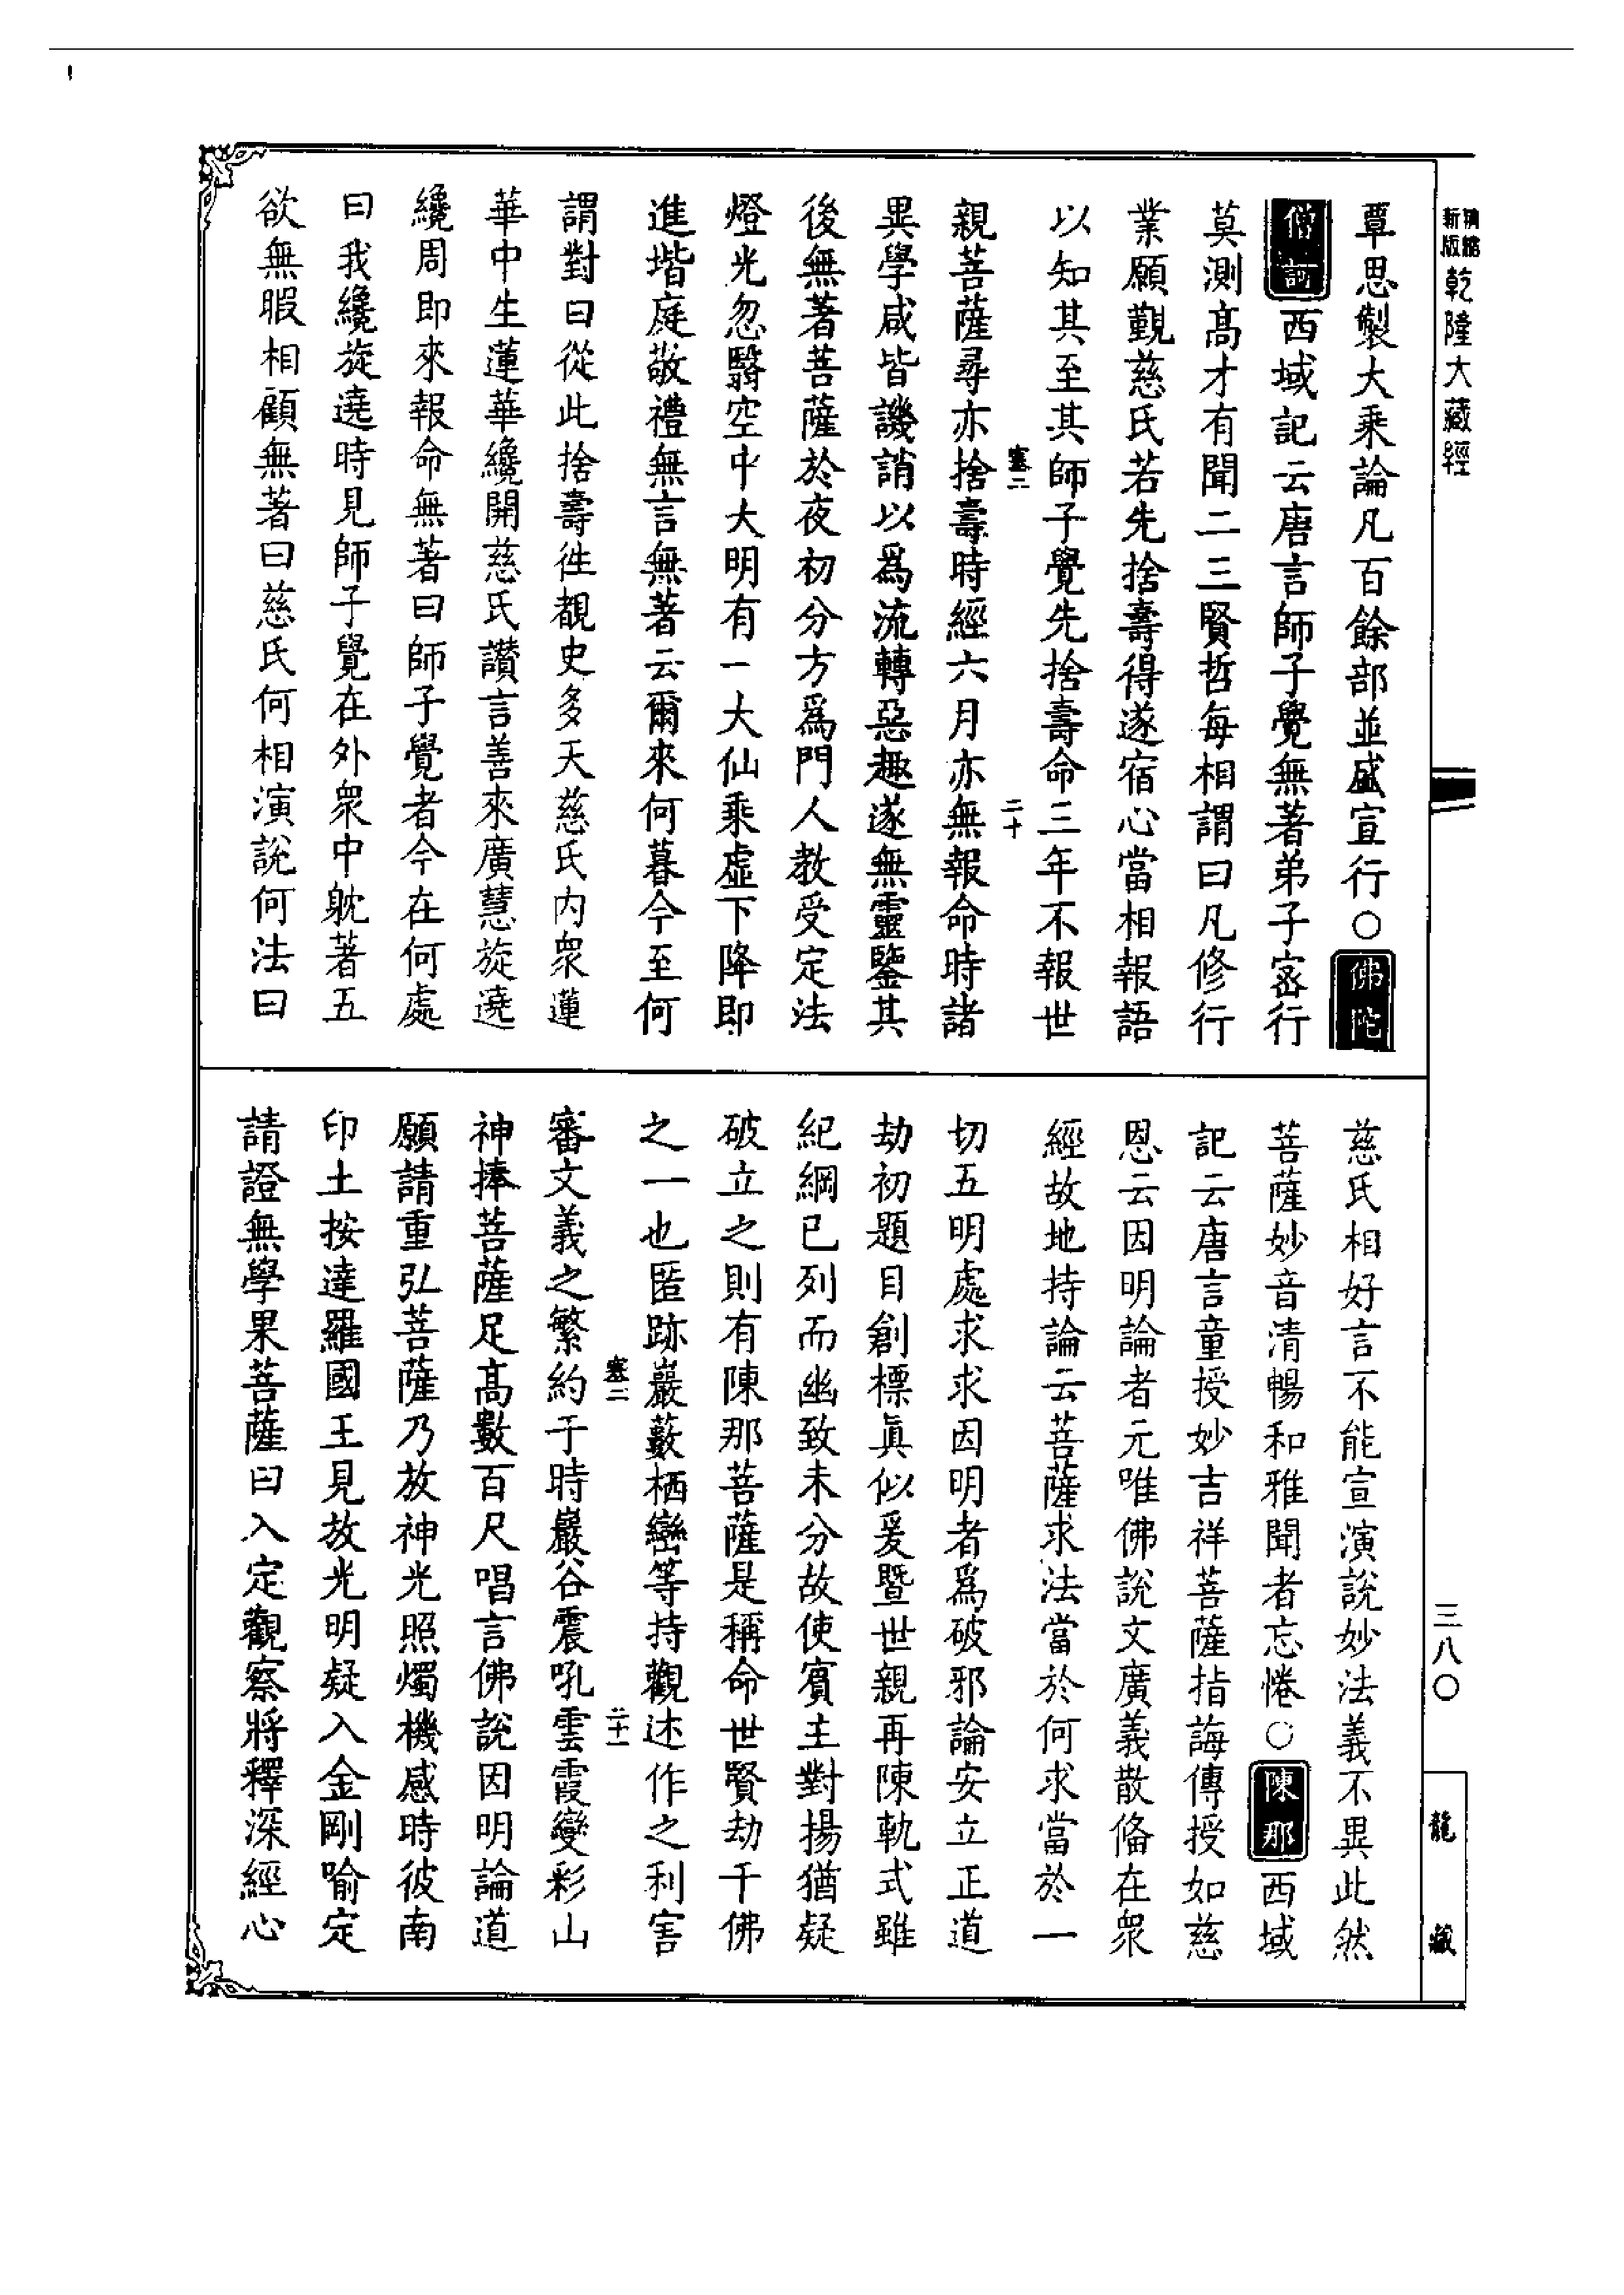 新版
精縮
乾隆大藏經
覃思製大乘論凡百餘部並盛宣行○佛陀
僧訶西域記云唐言師子覺無著弟子密行
莫測高才有聞二三賢哲每相謂曰凡修行
業願覲慈氏若先捨壽得遂宿心當相報語
以知其至其師子覺先捨壽命三年不報世
塞二
二十
親菩薩尋亦捨壽時經六月亦無報命時諸
異學咸皆譏誚以爲流轉惡趣遂無靈鑒其
後無著菩薩於夜初分方爲門人教受定法
燈光忽翳空中大明有一大仙乘虛下降即
進堦庭敬禮無言無著云爾來何暮今至何
謂對曰從此捨壽徃覩史多天慈氏內衆蓮
華中生蓮華纔開慈氏讚言善來廣慧旋遶
纔周即來報命無著曰師子覺者今在何處
曰我纔旋遶時見師子覺在外衆中躭著五
欲無暇相顧無著曰慈氏何相演說何法曰
慈氏相好言不能宣演說妙法義不異此然
菩薩妙音清暢和雅聞者忘惓○陳那西域
記云唐言童授妙吉祥菩薩指誨傳授如慈
恩云因明論者元唯佛說文廣義散俻在衆
經故地持論云菩薩求法當於何求當於一
切五明處求求因明者爲破邪論安立正道
劫初題目創標眞似爰暨世親再陳軌式雖
紀綱已列而幽致未分故使賓主對揚猶疑
破立之則有陳那菩薩是稱命世賢劫千佛
之一也匿跡巖藪栖巒等持觀述作之利害
塞二
二十一
審文義之繁約于時巖谷震吼雲霞變彩山
神捧菩薩足高數百尺唱言佛說因明論道
願請重弘菩薩乃放神光照燭機感時彼南
印土按達羅國王見放光明疑入金剛喻定
請證無學果菩薩曰入定觀察將釋深經心
三八〇
龍藏